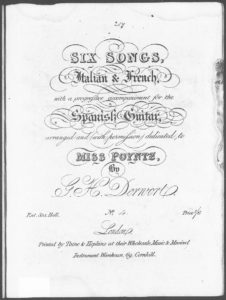 SIX SONGS,
Italian & French,
with a progressive accompaniment for the
Spanish Guitar,
arranged and (with permission) dedicated, to
MISS POYNTZ,
By
G. H. Derwort
Ent. Sta. Hall. No. 4 Price
London,
Printed by Paine & Hopkins at their Wholesale Music & Musical
Instrument Warehouse, 69, Cornhill.